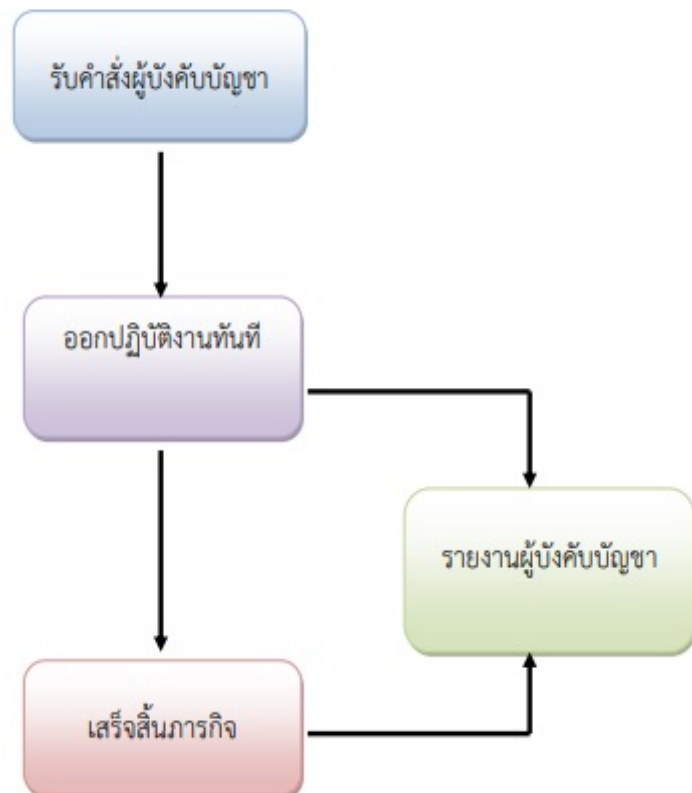 รับคำสั่งผู้บังคับบัญชา
ออกปฏิบัติงานทันที
รายงานผู้บังคับบัญชา
เสร็จสิ้นภารกิจ